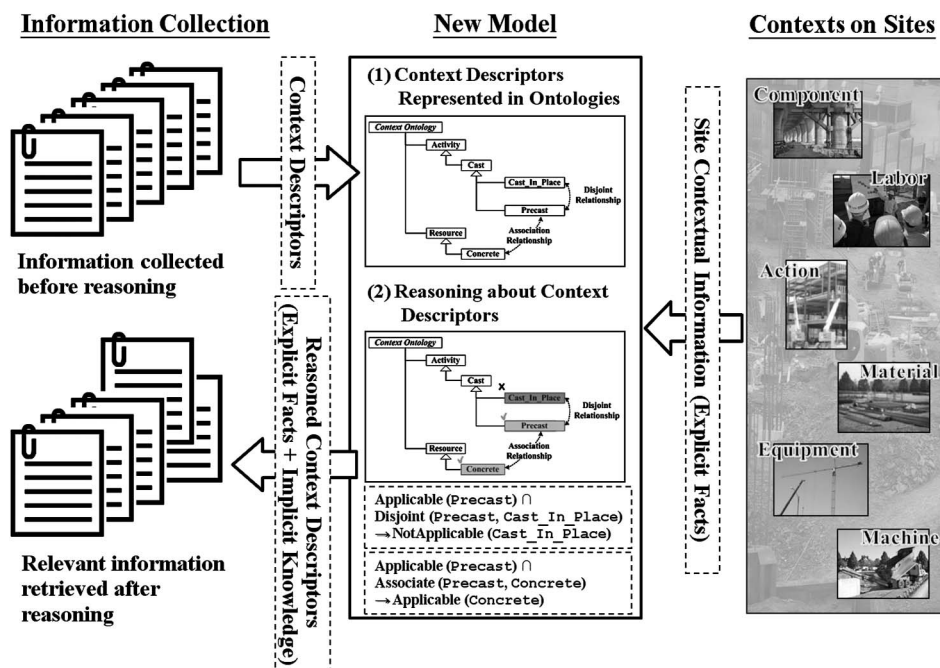 Information Collection
New Model
Contexts on Sites
Context Descriptors
Information collected
before reasoning
Reasoned Context Descriptors
(Explicit Facts + Implicit Knowledge)
Relevant information
retrieved after
reasoning
(1) Context Descriptors
Represented in Ontologies
Context Ontology
Activity
Cast
Cast_In_Place
Disjoint
Relationship
Precast
Association
Relationship
Resource
Concrete
(2) Reasoning about Context
Descriptors
Context Ontology
Activity
Cast
X
Cast_In_Place
Disjoint
Relationship
Precast
Association
Relationship
Resource
Concrete
Applicable (Precast) ∩
Disjoint (Precast, Cast_In_Place)
→NotApplicable (Cast_In_Place)
Applicable (Precast) ∩
Associate (Precast, Concrete)
→Applicable (Concrete)
Site Contextual Information (Explicit Facts)
Component
Labor
Action
Material
Equipment
Machine